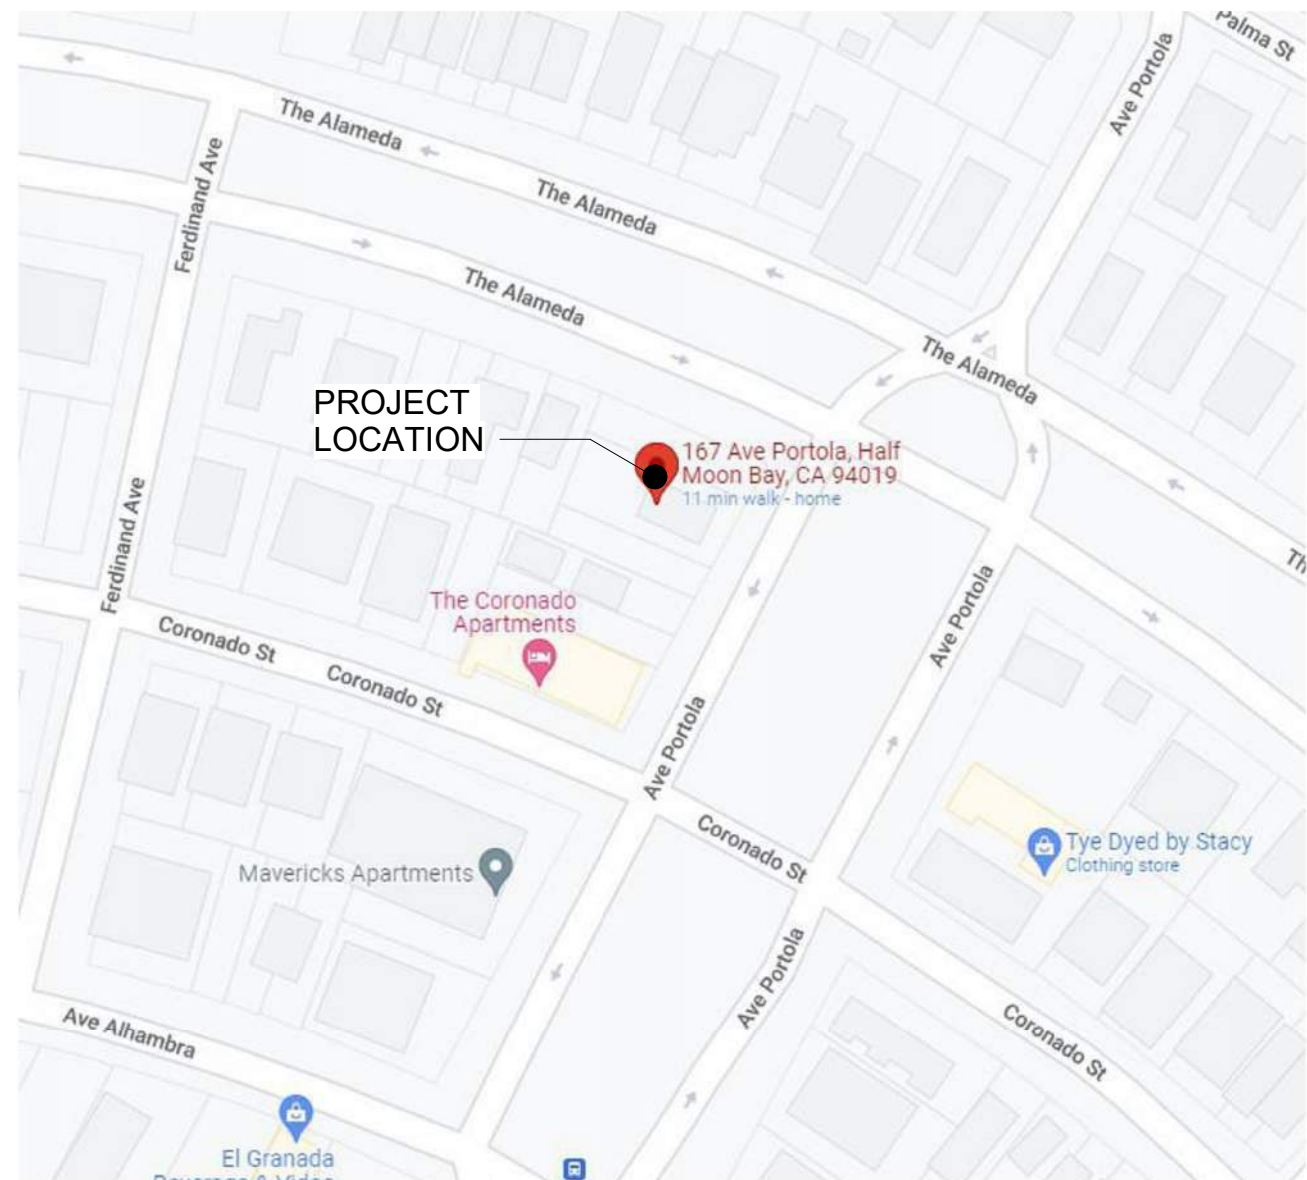 Palma St
Ave Portola
The Alameda
Ferdinand Ave
The Alameda
The Alameda
The Alameda
PROJECT
LOCATION
167 Ave Portola, Half
Moon Bay, CA 94019
11 min walk - home
Ferdinand Ave
Th
Ave Portola
The Coronado
Apartments
Coronado St
Coronado St
Ave Portola
Coronado St
Tye Dyed by Stacy
Clothing store
Mavericks Apartments
Ave Portola
Coronado St
Ave Alhambra
El Granada
Beverage & Video